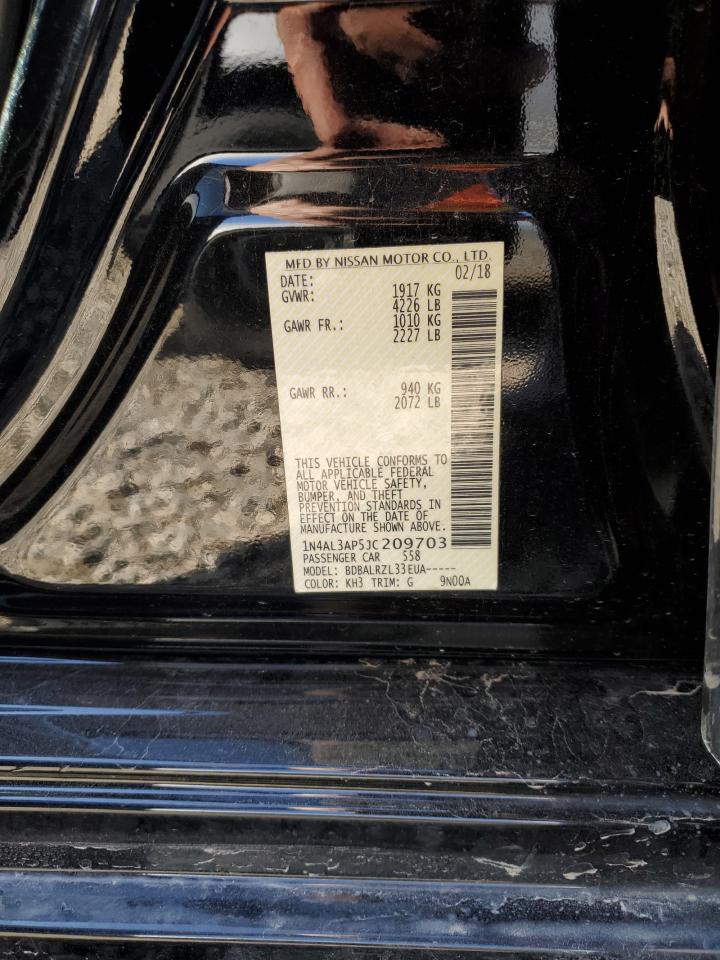 MFD BY NISSAN MOTOR CO., LTD.
DATE: 02/18
GVWR: 1917 KG
4226 LB
GAWR FR.: 1010 KG
2227 LB
GAWR RR.: 940 KG
2072 LB
THIS VEHICLE CONFORMS TO
ALL APPLICABLE FEDERAL
MOTOR VEHICLE SAFETY,
BUMPER, AND THEFT
PREVENTION STANDARDS IN
EFFECT ON THE DATE OF
MANUFACTURE SHOWN ABOVE.
1N4AL3AP5JC209703
PASSENGER CAR 558
MODEL: BDBALRZL33EUA-----
COLOR: KH3 TRIM: G 9N00A